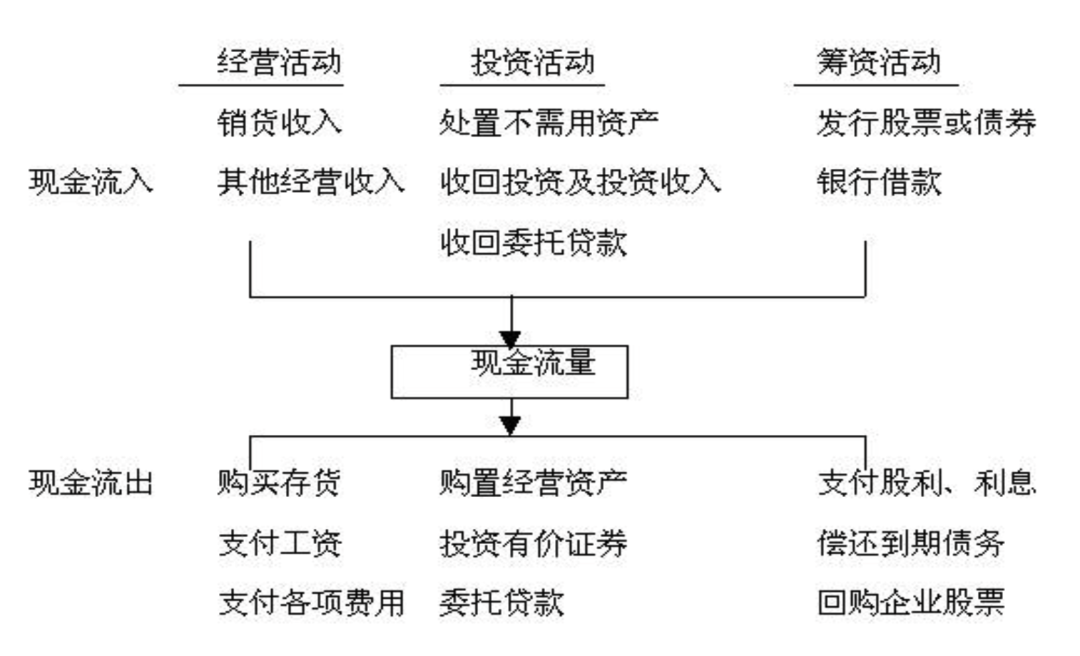 经营活动 投资活动 筹资活动
销货收入 处置不需用资产 发行股票或债券
现金流入 其他经营收入 收回投资及投资收入 银行借款
收回委托贷款
现金流量
现金流出 购买存货 购置经营资产 支付股利、利息
支付工资 投资有价证券 偿还到期债务
支付各项费用 委托贷款 回购企业股票